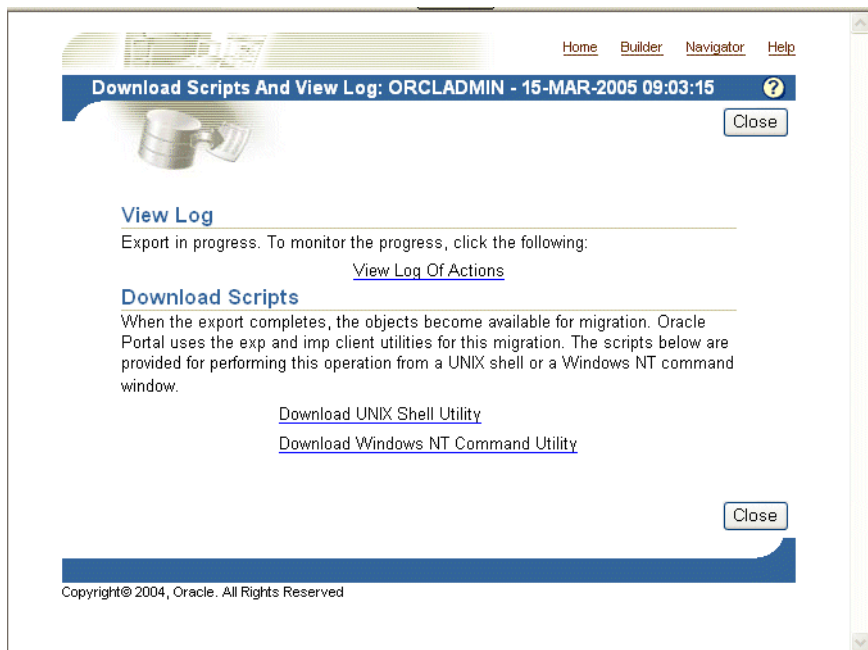 Home Builder Navigator Help
Download Scripts And View Log: ORCLADMIN - 15-MAR-2005 09:03:15 ?
Close
View Log
Export in progress. To monitor the progress, click the following:
View Log Of Actions
Download Scripts
When the export completes, the objects become available for migration. Oracle
Portal uses the exp and imp client utilities for this migration. The scripts below are
provided for performing this operation from a UNIX shell or a Windows NT command
window.
Download UNIX Shell Utility
Download Windows NT Command Utility
Close
Copyright© 2004, Oracle. All Rights Reserved